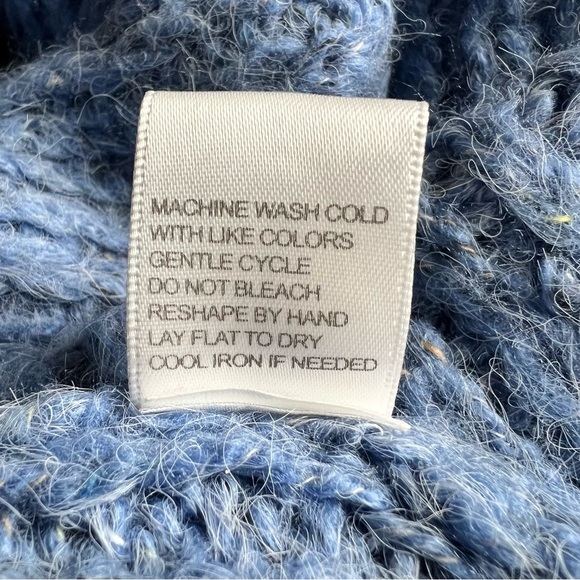 MACHINE WASH COLD
WITH LIKE COLORS
GENTLE CYCLE
DO NOT BLEACH
RESHAPE BY HAND
LAY FLAT TO DRY
COOL IRON IF NEEDED